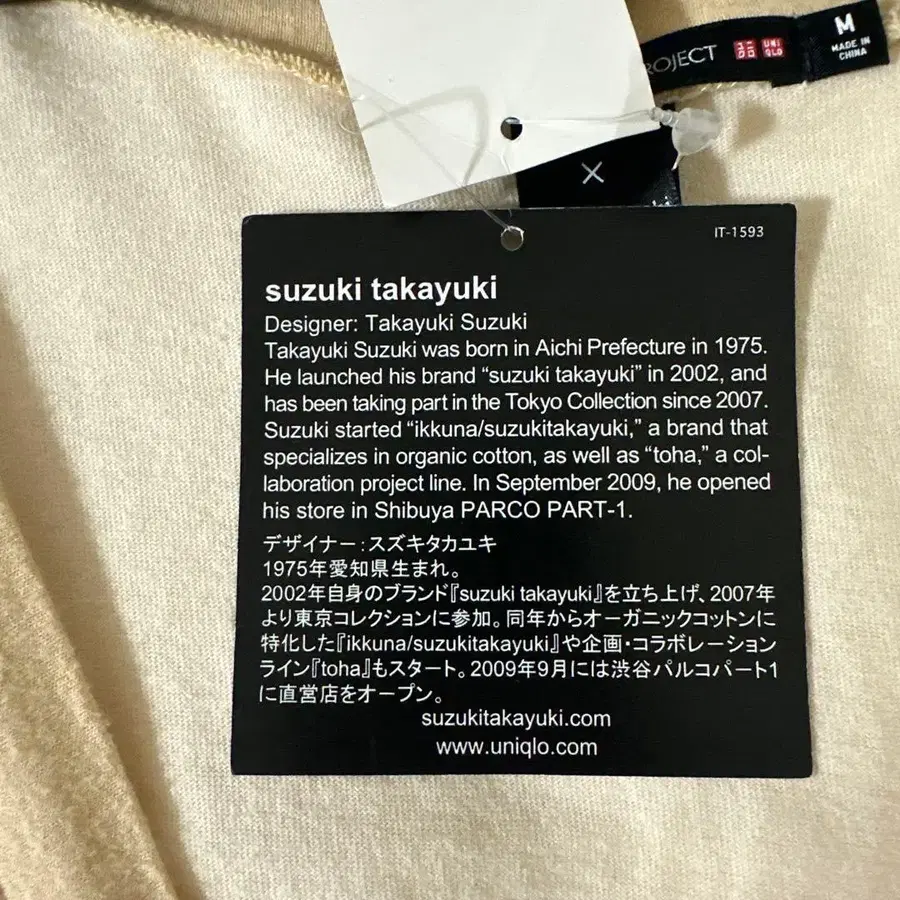 ROJECT
UNI
QLO
M
MADE IN
CHINA
×
IT-1593
suzuki takayuki
Designer: Takayuki Suzuki
Takayuki Suzuki was born in Aichi Prefecture in 1975.
He launched his brand “suzuki takayuki” in 2002, and
has been taking part in the Tokyo Collection since 2007.
Suzuki started “ikkuna/suzukitakayuki,” a brand that
specializes in organic cotton, as well as “toha,” a col-
laboration project line. In September 2009, he opened
his store in Shibuya PARCO PART-1.
デザイナー：スズキタカユキ
1975年愛知県生まれ。
2002年自身のブランド『suzuki takayuki』を立ち上げ、2007年
より東京コレクションに参加。同年からオーガニックコットンに
特化した『ikkuna/suzukitakayuki』や企画・コラボレーション
ライン『toha』もスタート。2009年9月には渋谷パルコパート1
に直営店をオープン。
suzukitakayuki.com
www.uniqlo.com